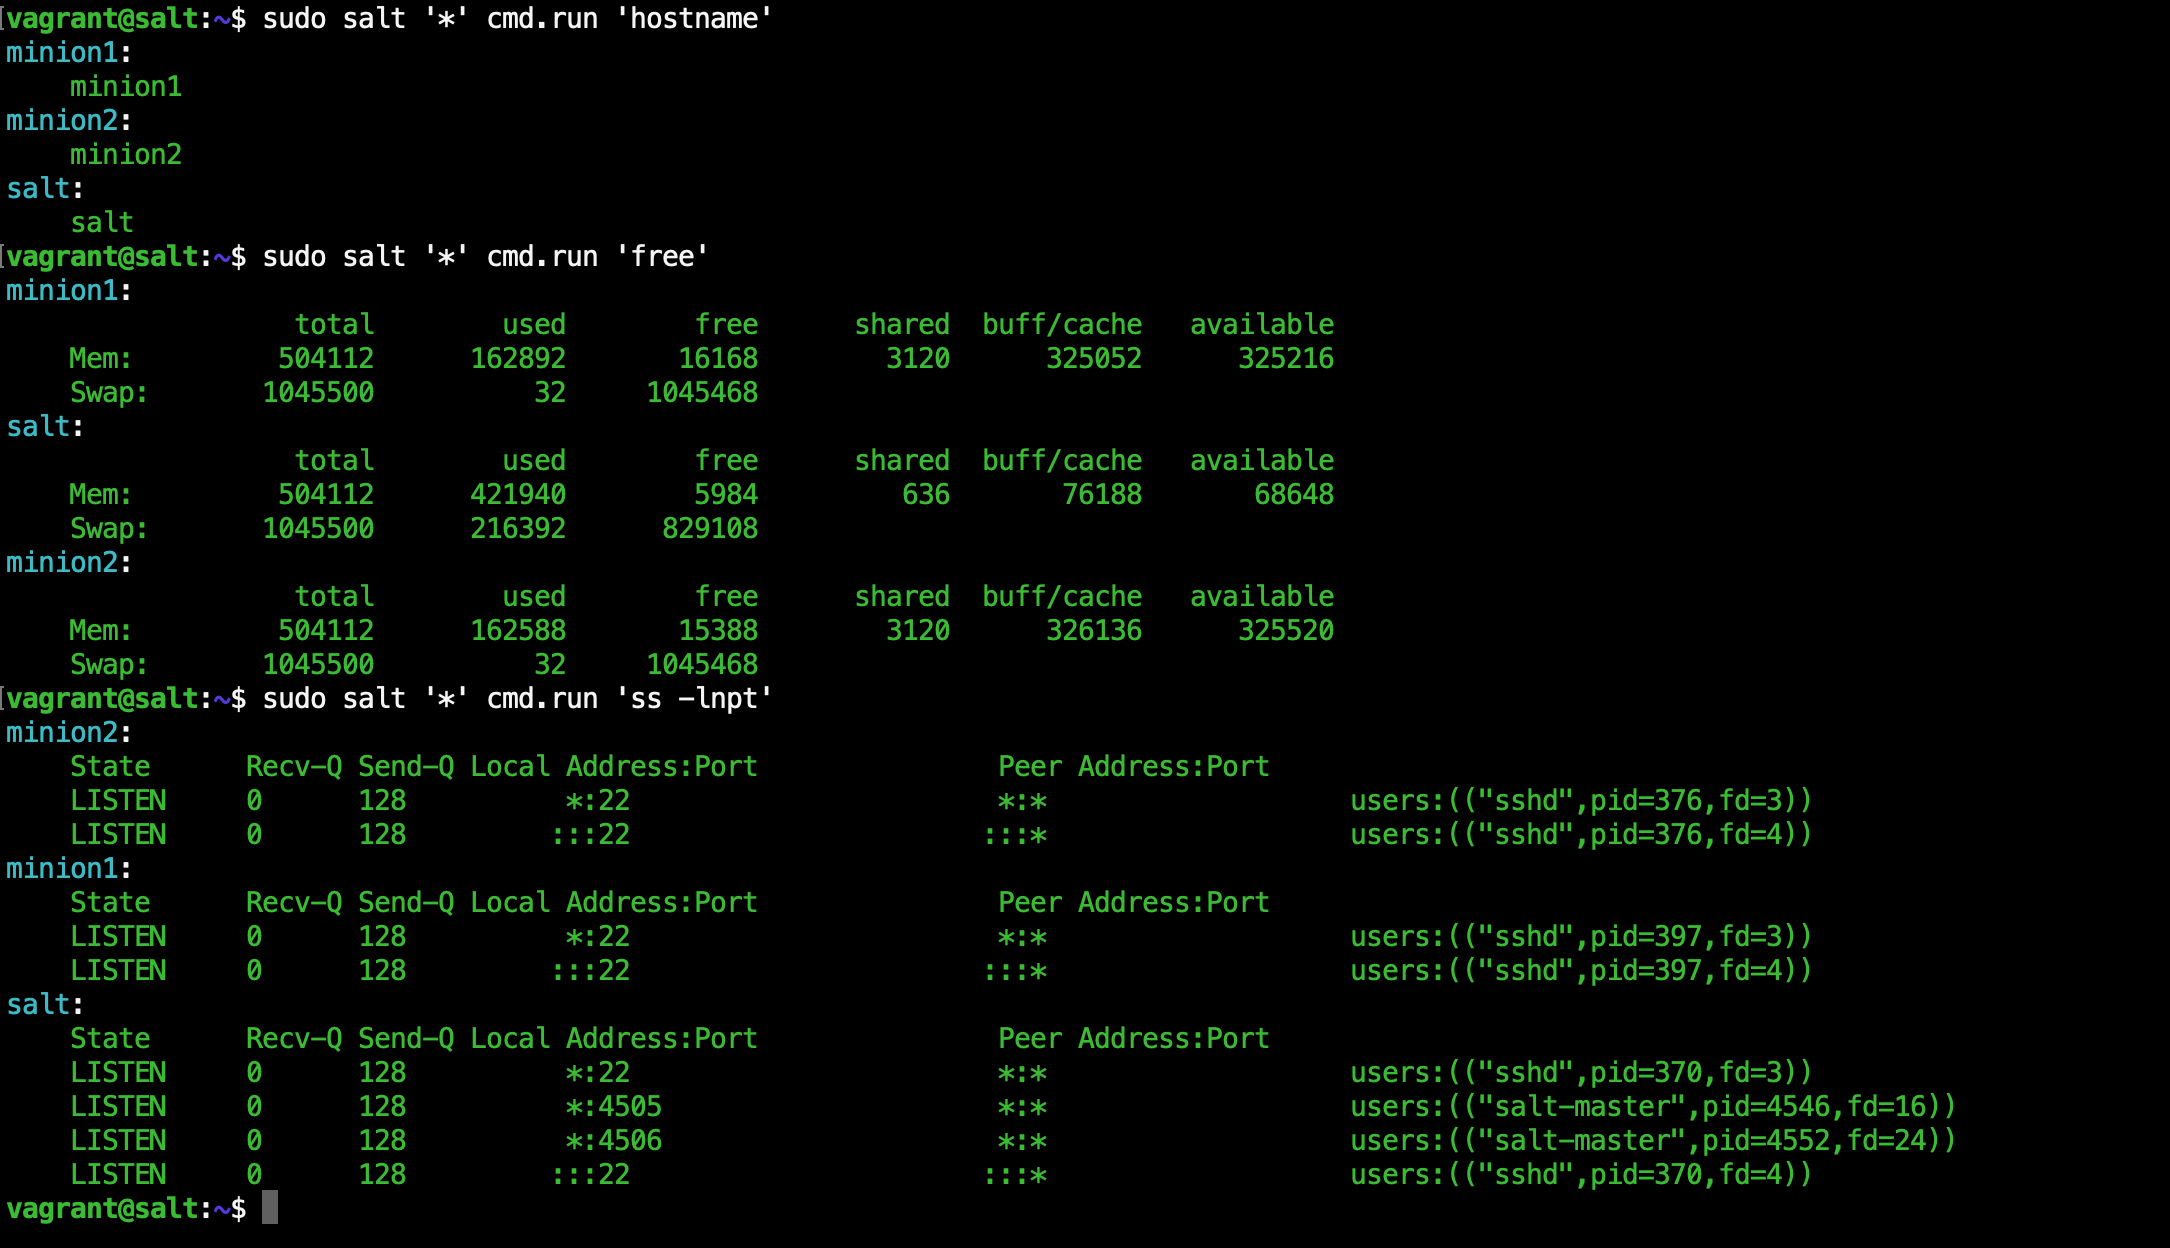 vagrant@salt:~$ sudo salt '*' cmd.run 'hostname'
minion1:
    minion1
minion2:
    minion2
salt:
    salt
vagrant@salt:~$ sudo salt '*' cmd.run 'free'
minion1:
                  total        used        free      shared  buff/cache   available
    Mem:         504112      162892       16168        3120      325052      325216
    Swap:       1045500          32     1045468
salt:
                  total        used        free      shared  buff/cache   available
    Mem:         504112      421940        5984         636       76188       68648
    Swap:       1045500      216392      829108
minion2:
                  total        used        free      shared  buff/cache   available
    Mem:         504112      162588       15388        3120      326136      325520
    Swap:       1045500          32     1045468
vagrant@salt:~$ sudo salt '*' cmd.run 'ss -lnpt'
minion2:
    State      Recv-Q Send-Q Local Address:Port               Peer Address:Port
    LISTEN     0      128          *:22                       *:*                   users:(("sshd",pid=376,fd=3))
    LISTEN     0      128         :::22                      :::*                   users:(("sshd",pid=376,fd=4))
minion1:
    State      Recv-Q Send-Q Local Address:Port               Peer Address:Port
    LISTEN     0      128          *:22                       *:*                   users:(("sshd",pid=397,fd=3))
    LISTEN     0      128         :::22                      :::*                   users:(("sshd",pid=397,fd=4))
salt:
    State      Recv-Q Send-Q Local Address:Port               Peer Address:Port
    LISTEN     0      128          *:22                       *:*                   users:(("sshd",pid=370,fd=3))
    LISTEN     0      128          *:4505                     *:*                   users:(("salt-master",pid=4546,fd=16))
    LISTEN     0      128          *:4506                     *:*                   users:(("salt-master",pid=4552,fd=24))
    LISTEN     0      128         :::22                      :::*                   users:(("sshd",pid=370,fd=4))
vagrant@salt:~$